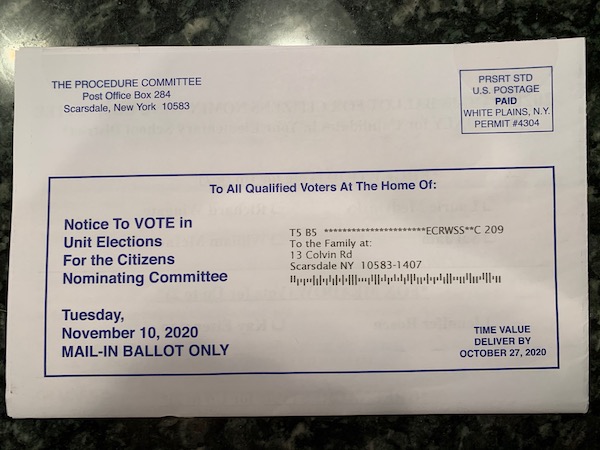 THE PROCEDURE COMMITTEE
Post Office Box 284
Scarsdale, New York 10583
PRSRT STD
U.S. POSTAGE
PAID
WHITE PLAINS, N.Y.
PERMIT #4304
To All Qualified Voters At The Home Of:
Notice To VOTE in
Unit Elections
For the Citizens
Nominating Committee
Tuesday,
November 10, 2020
MAIL-IN BALLOT ONLY
T5 B5 **********************ECRWSS**C 209
To the Family at:
13 Colvin Rd
Scarsdale NY 10583-1407
TIME VALUE
DELIVER BY
OCTOBER 27, 2020